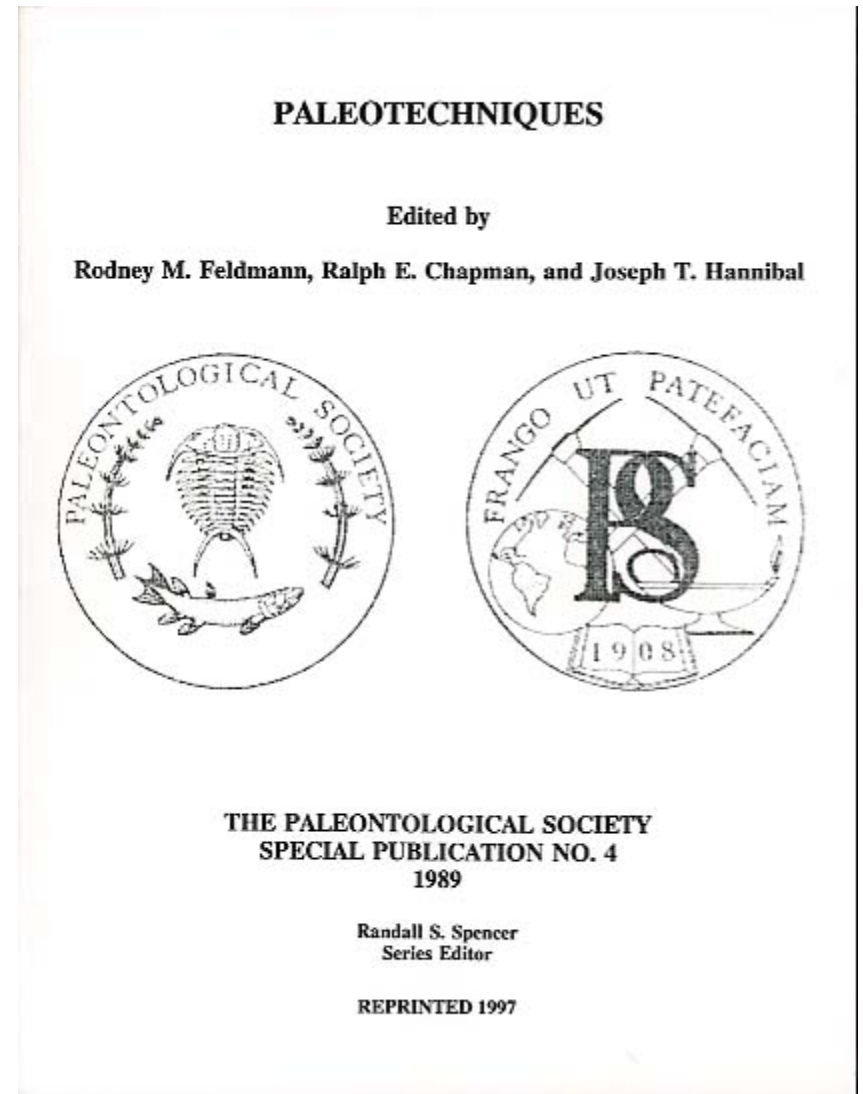 PALEOTECHNIQUES
Edited by
Rodney M. Feldmann, Ralph E. Chapman, and Joseph T. Hannibal
PALEONTOLOGICAL SOCIETY
FRANGO UT PATEFACIAM
PS
1908
THE PALEONTOLOGICAL SOCIETY
SPECIAL PUBLICATION NO. 4
1989
Randall S. Spencer
Series Editor
REPRINTED 1997